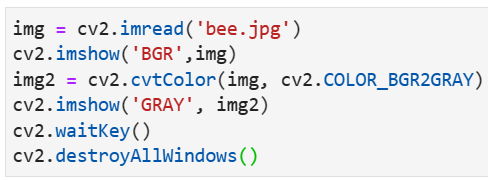 img = cv2.imread('bee.jpg')
cv2.imshow('BGR',img)
img2 = cv2.cvtColor(img, cv2.COLOR_BGR2GRAY)
cv2.imshow('GRAY', img2)
cv2.waitKey()
cv2.destroyAllWindows()